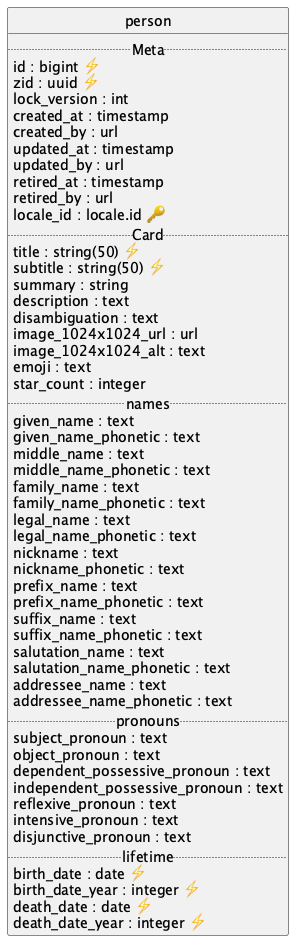 person
Meta
id : bigint ⚡
zid : uuid ⚡
lock_version : int
created_at : timestamp
created_by : url
updated_at : timestamp
updated_by : url
retired_at : timestamp
retired_by : url
locale_id : locale.id 🔑
Card
title : string(50) ⚡
subtitle : string(50) ⚡
summary : string
description : text
disambiguation : text
image_1024x1024_url : url
image_1024x1024_alt : text
emoji : text
star_count : integer
names
given_name : text
given_name_phonetic : text
middle_name : text
middle_name_phonetic : text
family_name : text
family_name_phonetic : text
legal_name : text
legal_name_phonetic : text
nickname : text
nickname_phonetic : text
prefix_name : text
prefix_name_phonetic : text
suffix_name : text
suffix_name_phonetic : text
salutation_name : text
salutation_name_phonetic : text
addressee_name : text
addressee_name_phonetic : text
pronouns
subject_pronoun : text
object_pronoun : text
dependent_possessive_pronoun : text
independent_possessive_pronoun : text
reflexive_pronoun : text
intensive_pronoun : text
disjunctive_pronoun : text
lifetime
birth_date : date ⚡
birth_date_year : integer ⚡
death_date : date ⚡
death_date_year : integer ⚡